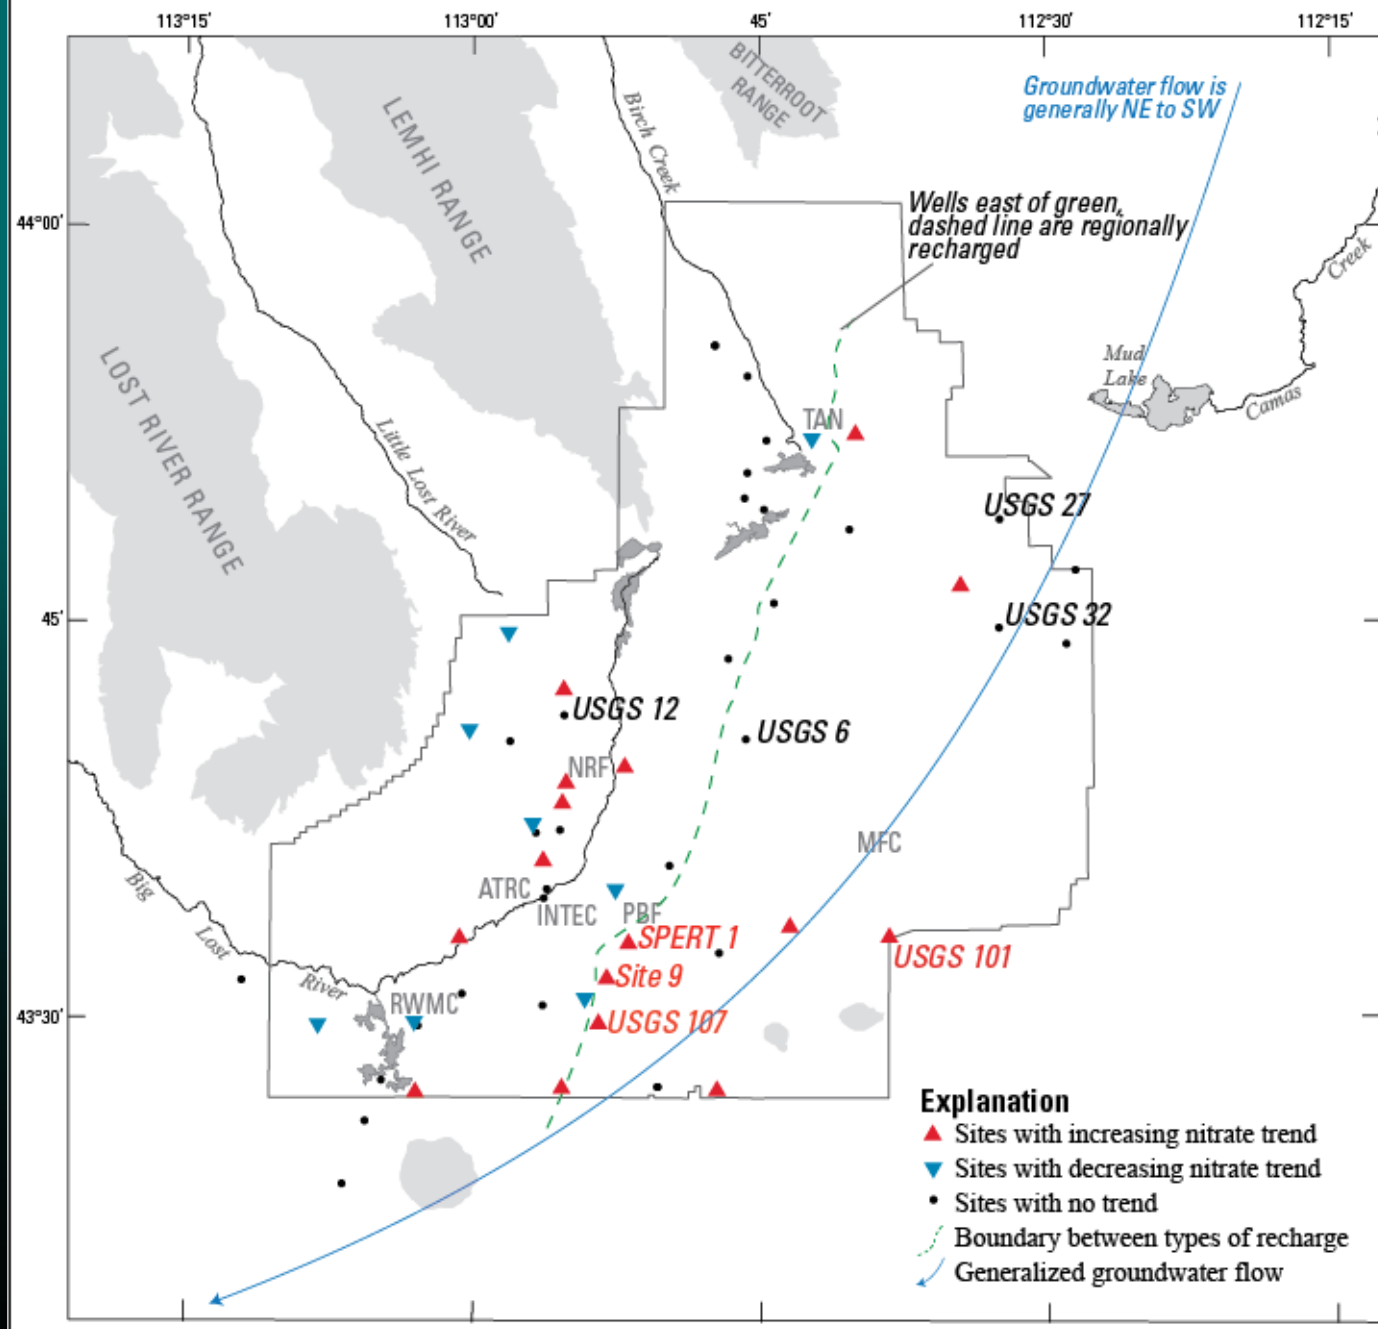 113°15'
113°00'
45'
112°30'
112°15'
BITTERROOT
RANGE
Groundwater flow is
generally NE to SW
LEMHI RANGE
Birch Creek
44°00'
Wells east of green,
dashed line are regionally
recharged
Creek
Mud
Lake
Camas
LOST RIVER RANGE
Little Lost River
TAN
USGS 27
45'
USGS 32
USGS 12
USGS 6
NRF
MFC
Big
Lost
River
ATRC
INTEC
PBF
SPERT 1
USGS 101
Site 9
RWMC
43°30'
USGS 107
Explanation
Sites with increasing nitrate trend
Sites with decreasing nitrate trend
Sites with no trend
Boundary between types of recharge
Generalized groundwater flow